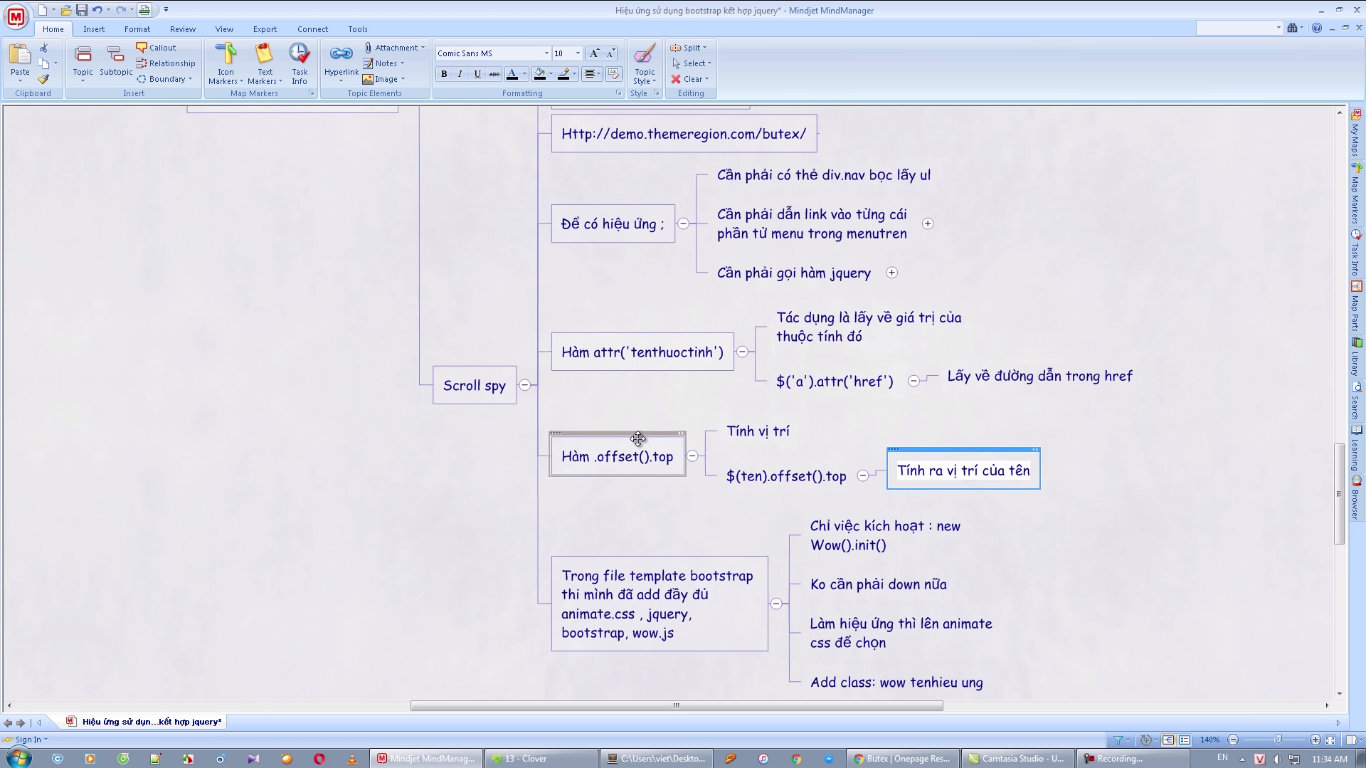 Hiệu ứng sử dụng bootstrap kết hợp jquery* - Mindjet MindManager
Home
Insert
Format
Review
View
Export
Connect
Tools
Paste
Clipboard
Topic
Subtopic
Callout
Relationship
Boundary
Insert
Icon Markers
Text Markers
Task Info
Map Markers
Hyperlink
Attachment
Notes
Image
Topic Elements
Comic Sans MS
10
B I U abc A
Formatting
Topic Style
Style
Split
Select
Clear
Editing
Http://demo.themeregion.com/butex/
Cần phải có thẻ div.nav bọc lấy ul
Để có hiệu ứng ;
Cần phải dẫn link vào từng cái
phần tử menu trong menutren
Cần phải gọi hàm jquery
Tác dụng là lấy về giá trị của
thuộc tính đó
Hàm attr('tenthuoctinh')
$('a').attr('href')
Lấy về đường dẫn trong href
Scroll spy
Tính vị trí
Hàm .offset().top
$(ten).offset().top
Tính ra vị trí của tên
Chỉ việc kích hoạt : new
Wow().init()
Trong file template bootstrap
thi mình đã add đầy đủ
animate.css , jquery,
bootstrap, wow.js
Ko cần phải down nữa
Làm hiệu ứng thì lên animate
css để chọn
Add class: wow tenhieu ung
My Maps
Map Markers
Task Info
Map Parts
Library
Search
Learning
Browser
Hiệu ứng sử dụn...kết hợp jquery*
Sign In
140%
Mindjet MindManag...
13 - Clover
C:\Users\viet\Deskto...
Butex | Onepage Res...
Camtasia Studio - U...
Recording...
EN
V
11:34 AM